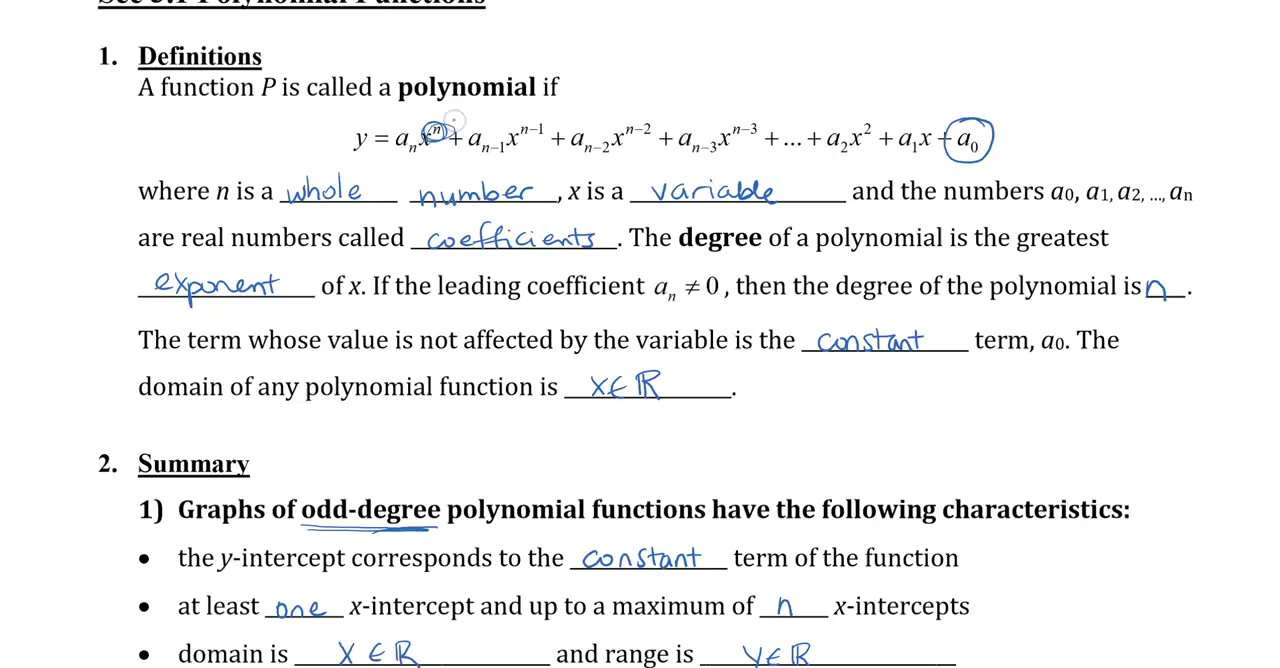 Sec 3.1 Polynomial Functions
1. Definitions
A function P is called a polynomial if
y = aₙxⁿ + aₙ₋₁xⁿ⁻¹ + aₙ₋₂xⁿ⁻² + aₙ₋₃xⁿ⁻³ + ... + a₂x² + a₁x + a₀
where n is a whole number, x is a variable and the numbers a₀, a₁, a₂, ..., aₙ
are real numbers called coefficients. The degree of a polynomial is the greatest
exponent of x. If the leading coefficient aₙ ≠ 0, then the degree of the polynomial is n.
The term whose value is not affected by the variable is the constant term, a₀. The
domain of any polynomial function is x∈ℝ.
2. Summary
1) Graphs of odd-degree polynomial functions have the following characteristics:
• the y-intercept corresponds to the constant term of the function
• at least one x-intercept and up to a maximum of n x-intercepts
• domain is x∈ℝ and range is y∈ℝ